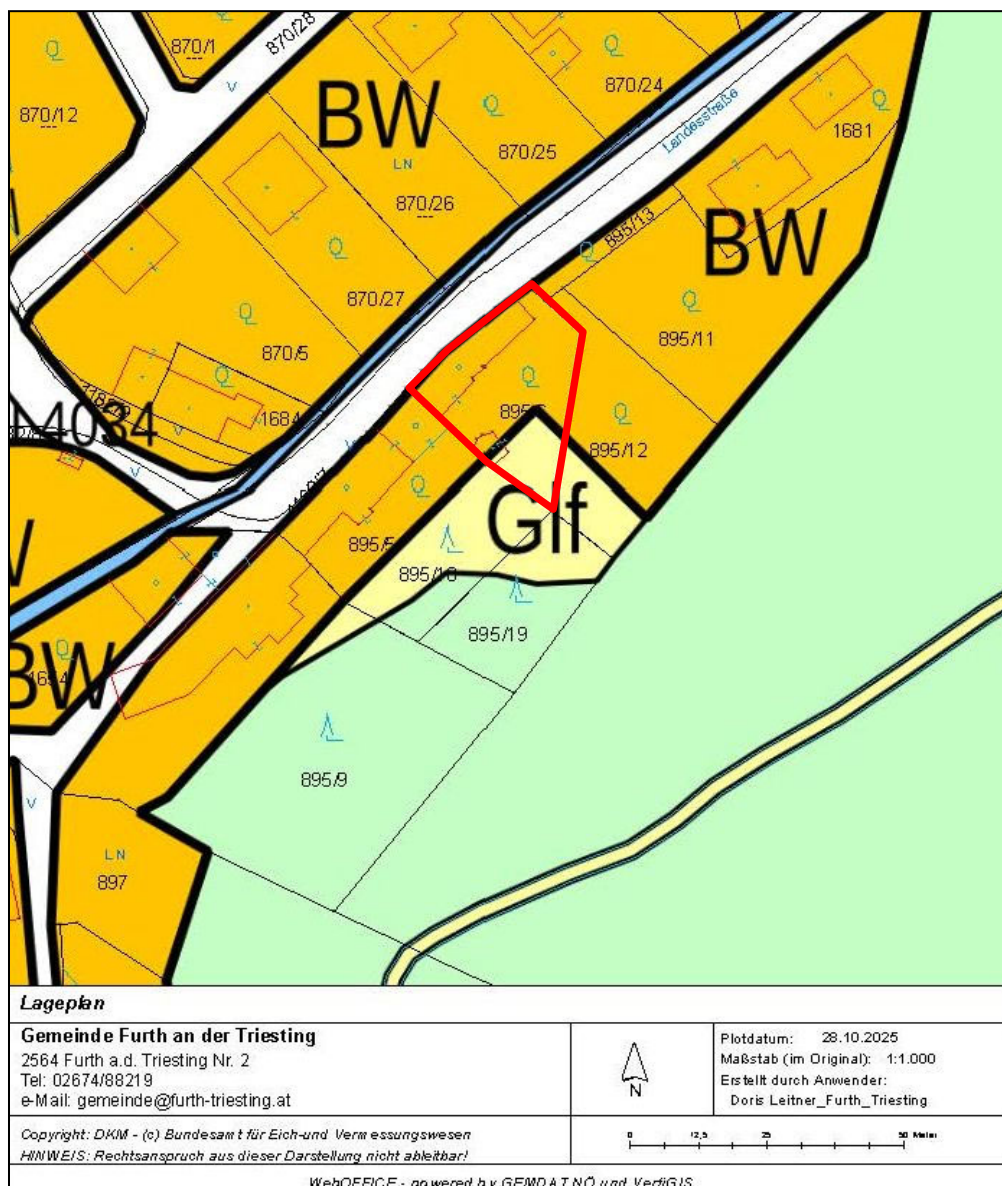 870/1
870/28
870/12
BW
870/24
Landesstraße
1681
870/25
LN
870/26
895/13
BW
870/27
895/11
870/5
1684
4034
895/12
Glf
895/5
895/18
895/19
BW
1654
895/9
LN
897
Lageplan
Gemeinde Furth an der Triesting
2564 Furth a.d. Triesting Nr. 2
Tel: 02674/88219
e-Mail: gemeinde@furth-triesting.at
N
Plotdatum: 28.10.2025
Maßstab (im Original): 1:1.000
Erstellt durch Anwender:
Doris Leitner_Furth_Triesting
Copyright: DKM - (c) Bundesamt für Eich-und Vermessungswesen
HINWEIS: Rechtsanspruch aus dieser Darstellung nicht ableitbar!
0 12,5 25 50 Meter
WebOFFICE - powered by GEMDAT NÖ und VertiGIS